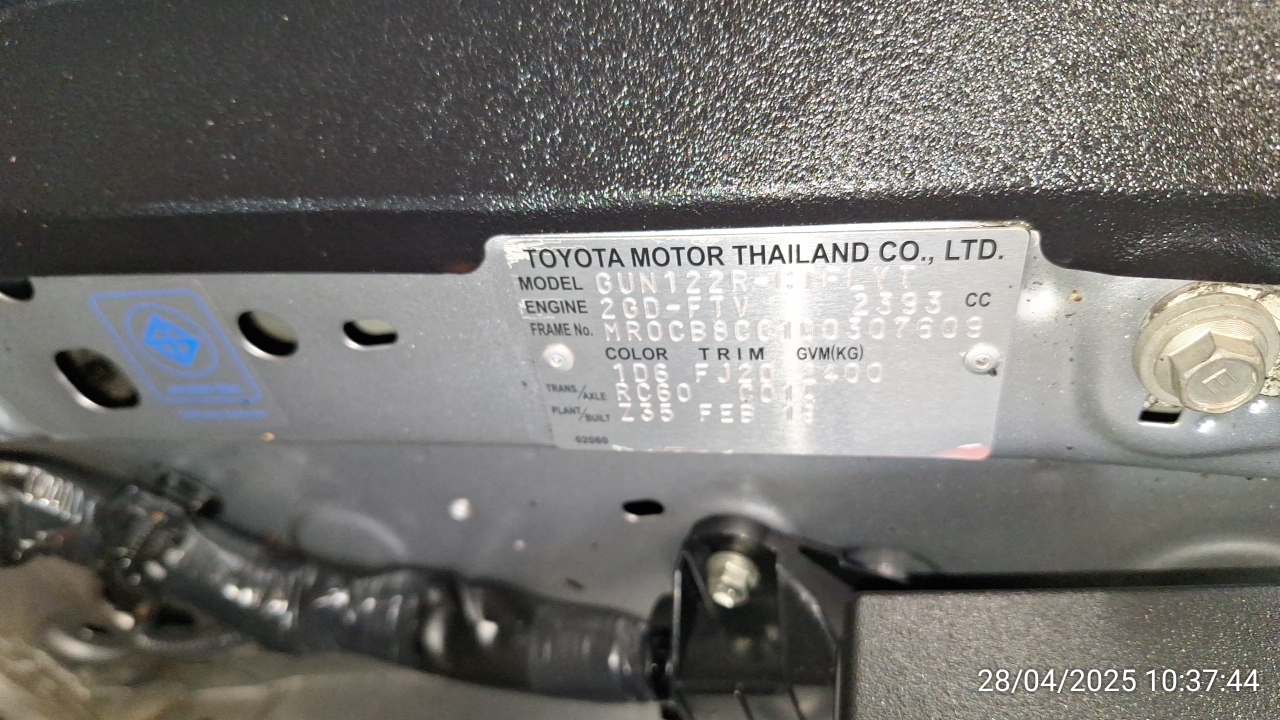 TOYOTA MOTOR THAILAND CO., LTD.
MODEL GUN122R-
ENGINE 2GD-FTV 2393 CC
FRAME No.
COLOR TRIM GVM(KG)
1D6 FJ20 2400
TRANS/AXLE RC60
PLANT/BUILT Z35 FEB
02060
28/04/2025 10:37:44